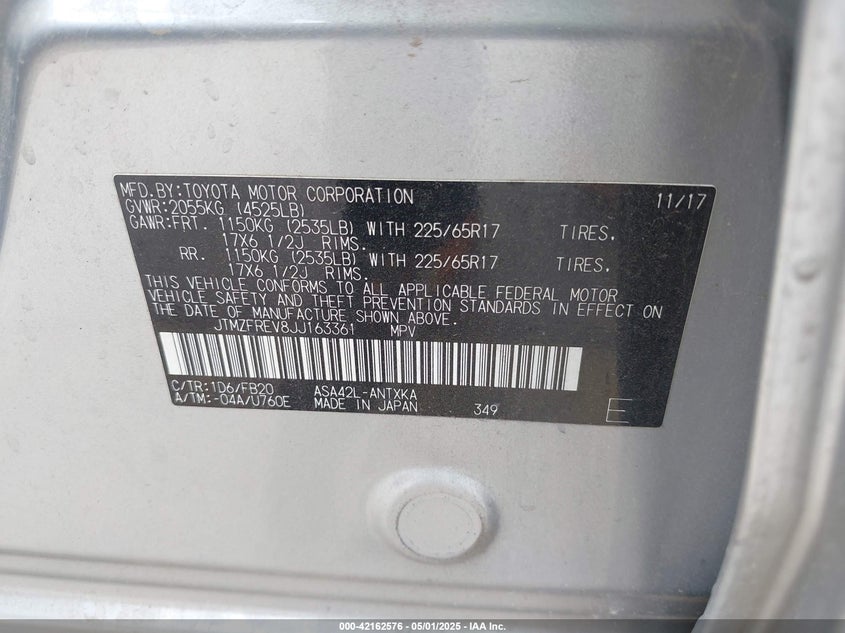 MFD.BY:TOYOTA MOTOR CORPORATION 11/17
GVWR:2055KG (4525LB)
GAWR:FRT. 1150KG (2535LB) WITH 225/65R17 TIRES,
17X6 1/2J RIMS.
RR. 1150KG (2535LB) WITH 225/65R17 TIRES,
17X6 1/2J RIMS.
THIS VEHICLE CONFORMS TO ALL APPLICABLE FEDERAL MOTOR
VEHICLE SAFETY AND THEFT PREVENTION STANDARDS IN EFFECT ON
THE DATE OF MANUFACTURE SHOWN ABOVE.
JTMZFREV8JJ163361 MPV
C/TR:1D6/FB20 ASA42L-ANTXKA
A/TM:-04A/U760E MADE IN JAPAN 349 E
000-42162576 - 05/01/2025 - IAA Inc.